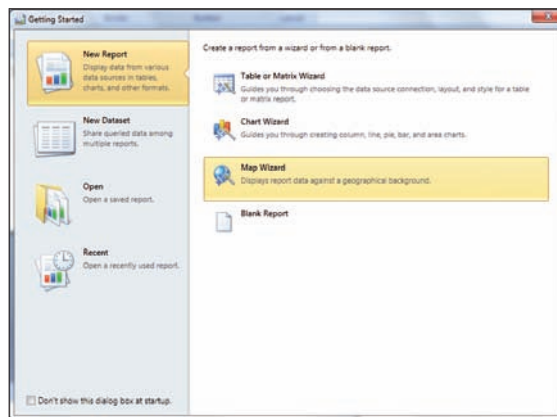 Getting Started
New Report
Display data from various
data sources in tables,
charts, and other formats.
New Dataset
Share queried data among
multiple reports.
Open
Open a saved report.
Recent
Open a recently used report.
Don't show this dialog box at startup.
Create a report from a wizard or from a blank report.
Table or Matrix Wizard
Guides you through choosing the data source connection, layout, and style for a table
or matrix report.
Chart Wizard
Guides you through creating column, line, pie, bar, and area charts.
Map Wizard
Displays report data against a geographical background.
Blank Report